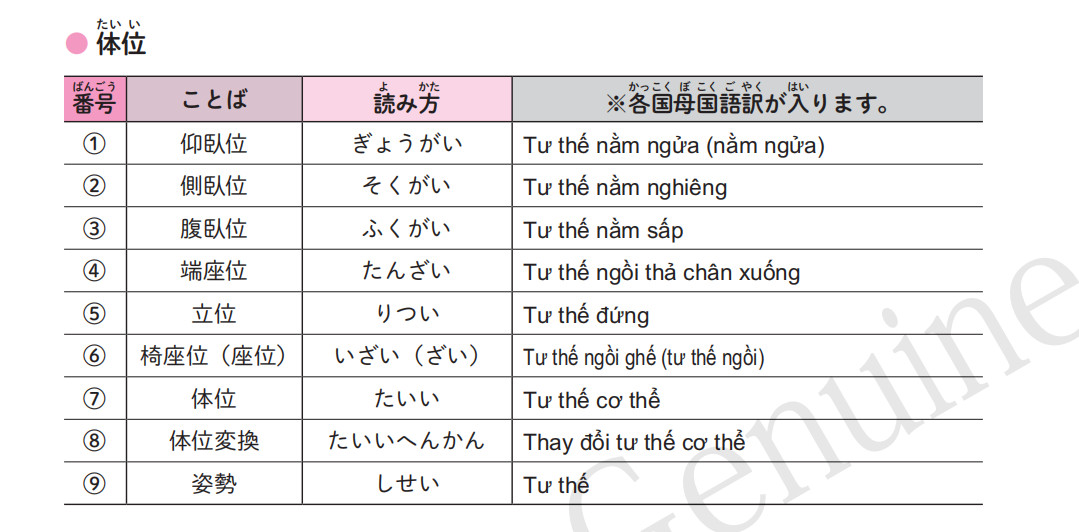 たい い
● 体位
ばんごう よ かた かっこく ぼ こく ご やく はい
番号 ことば 読み方 ※各国母国語訳が入ります。
① 仰臥位 ぎょうがい Tư thế nằm ngửa (nằm ngửa)
② 側臥位 そくがい Tư thế nằm nghiêng
③ 腹臥位 ふくがい Tư thế nằm sấp
④ 端座位 たんざい Tư thế ngồi thả chân xuống
⑤ 立位 りつい Tư thế đứng
⑥ 椅座位（座位） いざい（ざい） Tư thế ngồi ghế (tư thế ngồi)
⑦ 体位 たいい Tư thế cơ thể
⑧ 体位変換 たいいへんかん Thay đổi tư thế cơ thể
⑨ 姿勢 しせい Tư thế
Genuine